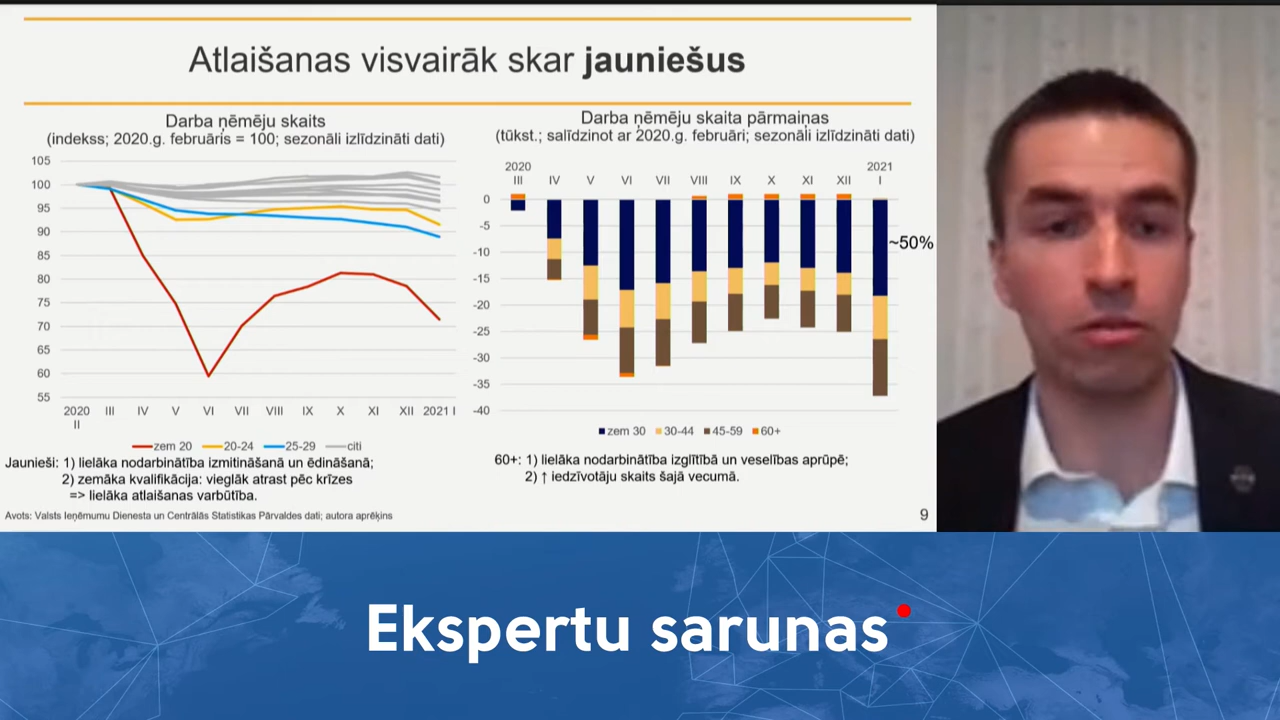 Atlaišanas visvairāk skar jauniešus
Darba ņēmēju skaits
(indekss; 2020.g. februāris = 100; sezonāli izlīdzināti dati)
105
100
95
90
85
80
75
70
65
60
55
2020 III IV V VI VII VIII IX X XI XII 2021 I
II
zem 20 20-24 25-29 citi
Jaunieši: 1) lielāka nodarbinātība izmitināšanā un ēdināšanā;
2) zemāka kvalifikācija: vieglāk atrast pēc krīzes
=> lielāka atlaišanas varbūtība.
Avots: Valsts Ieņēmumu Dienesta un Centrālās Statistikas Pārvaldes dati; autora aprēķins
Darba ņēmēju skaita pārmaiņas
(tūkst.; salīdzinot ar 2020.g. februāri; sezonāli izlīdzināti dati)
2020 2021
III IV V VI VII VIII IX X XI XII I
0
-5
-10
-15
-20
-25
-30
-35
-40
~50%
zem 30 30-44 45-59 60+
60+: 1) lielāka nodarbinātība izglītībā un veselības aprūpē;
2) ↑ iedzīvotāju skaits šajā vecumā.
9
Ekspertu sarunas